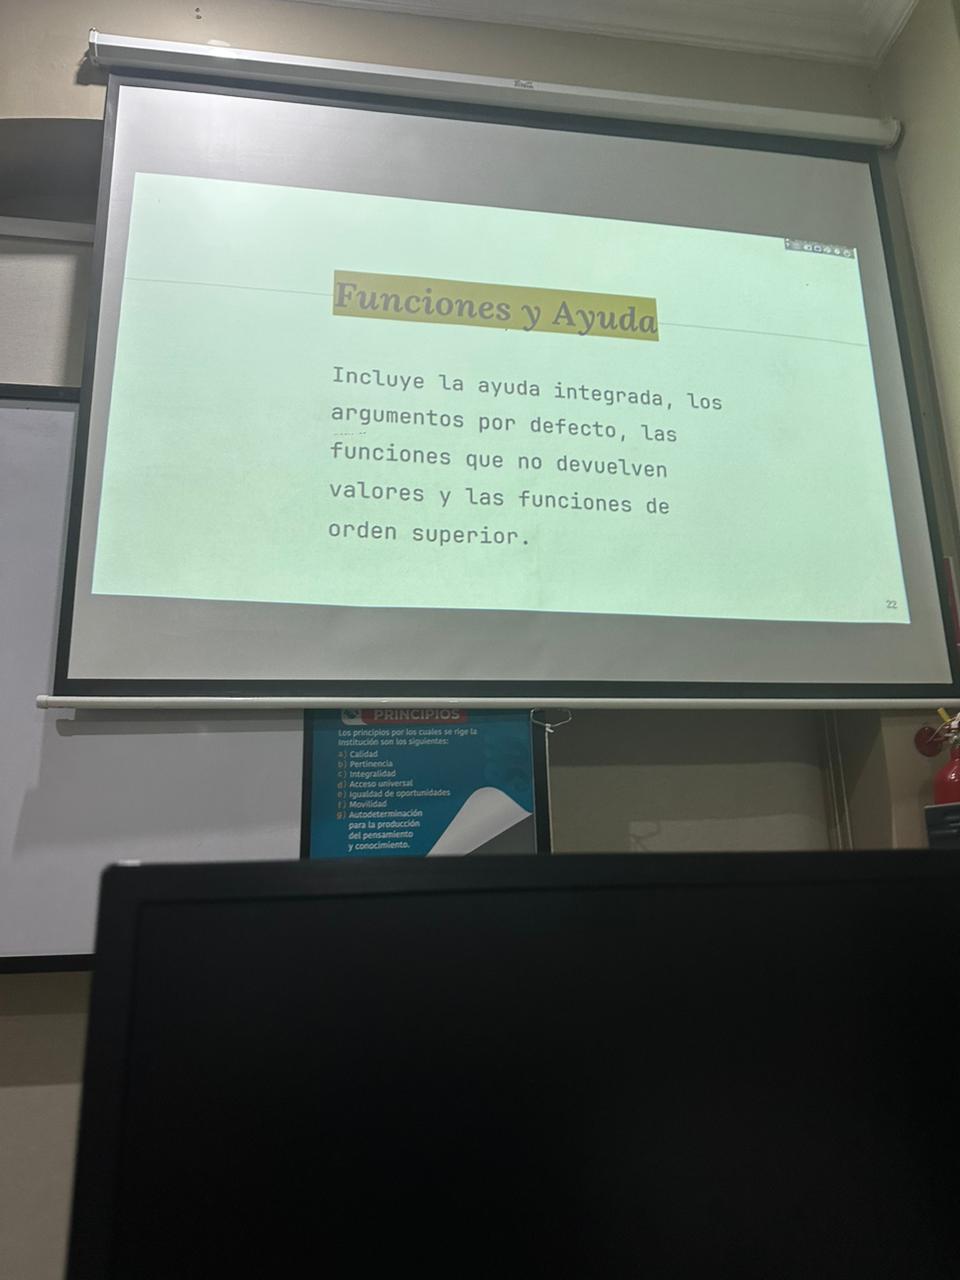 Funciones y Ayuda
Incluye la ayuda integrada, los
argumentos por defecto, las
funciones que no devuelven
valores y las funciones de
orden superior.
22
PRINCIPIOS
Los principios por los cuales se rige la
Institución son los siguientes:
a) Calidad
b) Pertinencia
c) Integralidad
d) Acceso universal
e) Igualdad de oportunidades
f) Movilidad
g) Autodeterminación
para la producción
del pensamiento
y conocimiento.